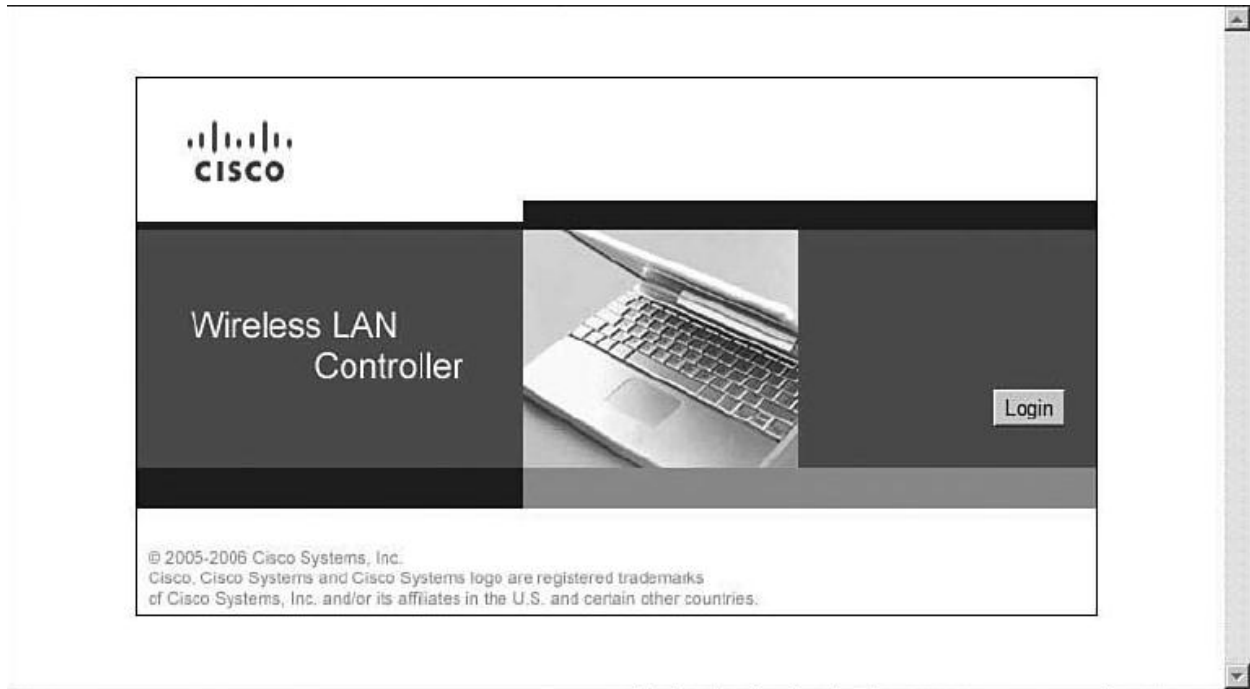 CISCO
Wireless LAN
Controller
Login
© 2005-2006 Cisco Systems, Inc.
Cisco, Cisco Systems and Cisco Systems logo are registered trademarks
of Cisco Systems, Inc. and/or its affiliates in the U.S. and certain other countries.